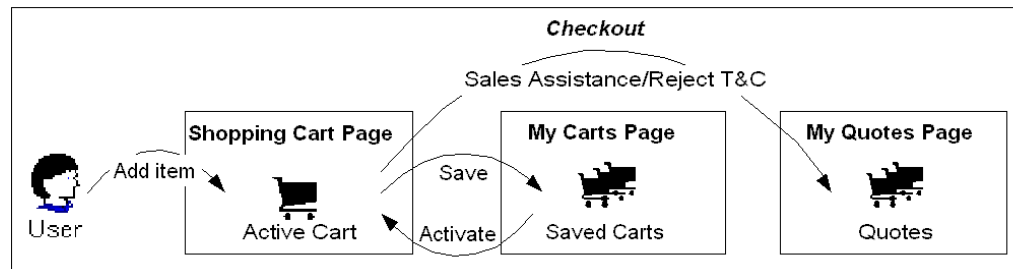 Checkout
Sales Assistance/Reject T&C
Shopping Cart Page
My Carts Page
My Quotes Page
Add item
Save
User
Active Cart
Activate
Saved Carts
Quotes